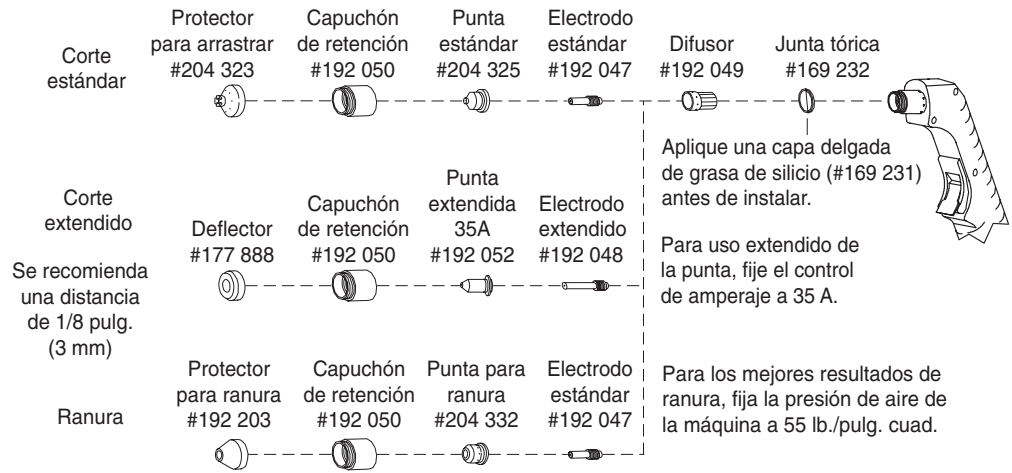 Corte
estándar
Protector
para arrastrar
#204 323
Capuchón
de retención
#192 050
Punta
estándar
#204 325
Electrodo
estándar
#192 047
Difusor
#192 049
Junta tórica
#169 232
Aplique una capa delgada
de grasa de silicio (#169 231)
antes de instalar.
Corte
extendido
Se recomienda
una distancia
de 1/8 pulg.
(3 mm)
Deflector
#177 888
Capuchón
de retención
#192 050
Punta
extendida
35A
#192 052
Electrodo
extendido
#192 048
Para uso extendido de
la punta, fije el control
de amperaje a 35 A.
Ranura
Protector
para ranura
#192 203
Capuchón
de retención
#192 050
Punta para
ranura
#204 332
Electrodo
estándar
#192 047
Para los mejores resultados de
ranura, fija la presión de aire de
la máquina a 55 lb./pulg. cuad.